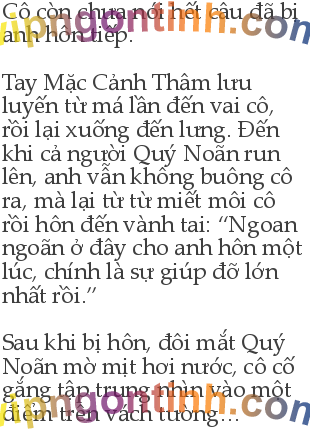 Cô còn chưa nói hết câu đã bị
anh hôn tiếp.
Tay Mặc Cảnh Thâm lưu
luyến từ má lần đến vai cô,
rồi lại xuống đến lưng. Đến
khi cả người Quý Noãn run
lên, anh vẫn không buông cô
ra, mà lại từ từ miết môi cô
rồi hôn đến vành tai: “Ngoan
ngoãn ở đây cho anh hôn một
lúc, chính là sự giúp đỡ lớn
nhất rồi.”
Sau khi bị hôn, đôi mắt Quý
Noãn mờ mịt hơi nước, cô cố
gắng tập trung nhìn vào một
điểm trên vách tường…
vipngontinh.com
vipngontinh.com